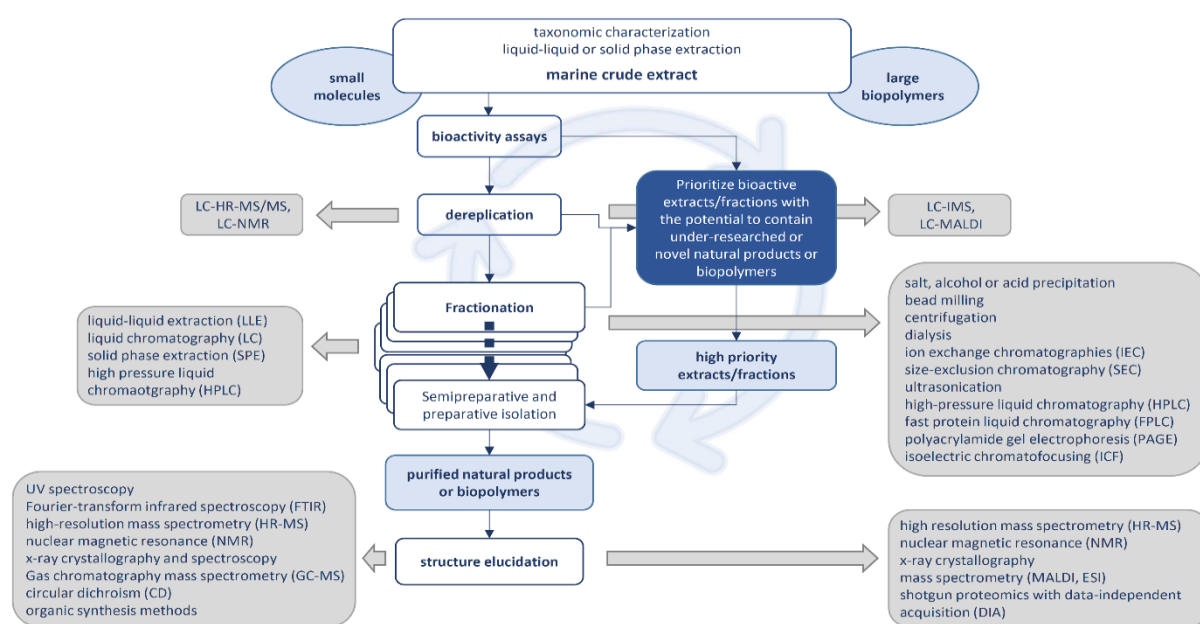 taxonomic characterization
liquid-liquid or solid phase extraction
marine crude extract
small
molecules
large
biopolymers
bioactivity assays
Prioritize bioactive
extracts/fractions with
the potential to contain
under-researched or
novel natural products or
biopolymers
LC-HR-MS/MS,
LC-NMR
dereplication
LC-IMS,
LC-MALDI
Fractionation
liquid-liquid extraction (LLE)
liquid chromatography (LC)
solid phase extraction (SPE)
high pressure liquid
chromaotgraphy (HPLC)
salt, alcohol or acid precipitation
bead milling
centrifugation
dialysis
ion exchange chromatographies (IEC)
size-exclusion chromatography (SEC)
ultrasonication
high-pressure liquid chromatography (HPLC)
fast protein liquid chromatography (FPLC)
polyacrylamide gel electrophoresis (PAGE)
isoelectric chromatofocusing (ICF)
high priority
extracts/fractions
Semipreparative and
preparative isolation
purified natural products
or biopolymers
UV spectroscopy
Fourier-transform infrared spectroscopy (FTIR)
high-resolution mass spectrometry (HR-MS)
nuclear magnetic resonance (NMR)
x-ray crystallography and spectroscopy
Gas chromatography mass spectrometry (GC-MS)
circular dichroism (CD)
organic synthesis methods
structure elucidation
high resolution mass spectrometry (HR-MS)
nuclear magnetic resonance (NMR)
x-ray crystallography
mass spectrometry (MALDI, ESI)
shotgun proteomics with data-independent
acquisition (DIA)